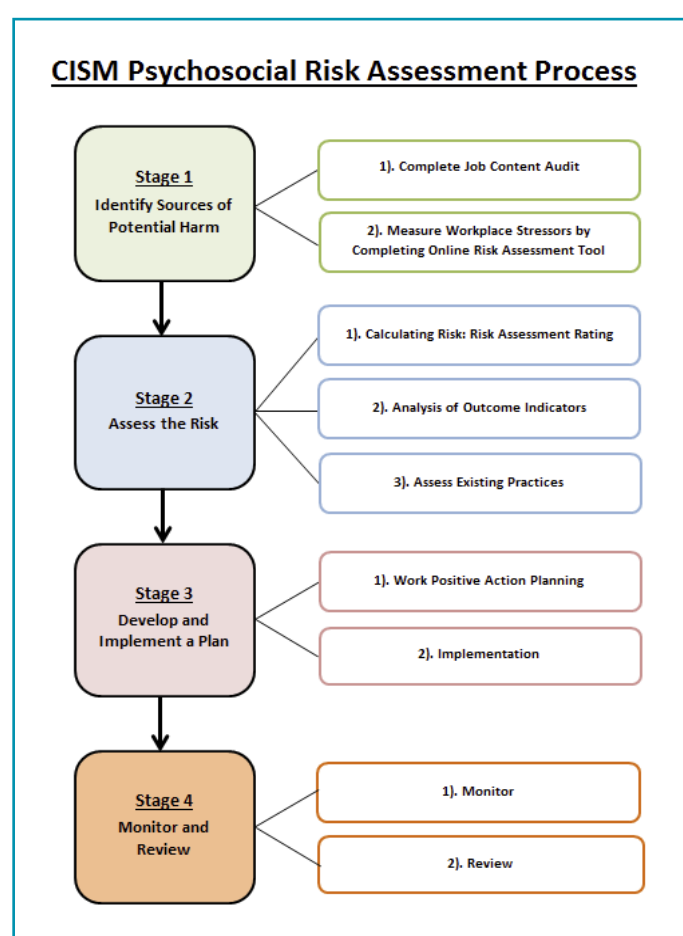 CISM Psychosocial Risk Assessment Process
Stage 1
Identify Sources of
Potential Harm
1). Complete Job Content Audit
2). Measure Workplace Stressors by
Completing Online Risk Assessment Tool
Stage 2
Assess the Risk
1). Calculating Risk: Risk Assessment Rating
2). Analysis of Outcome Indicators
3). Assess Existing Practices
Stage 3
Develop and
Implement a Plan
1). Work Positive Action Planning
2). Implementation
Stage 4
Monitor and
Review
1). Monitor
2). Review